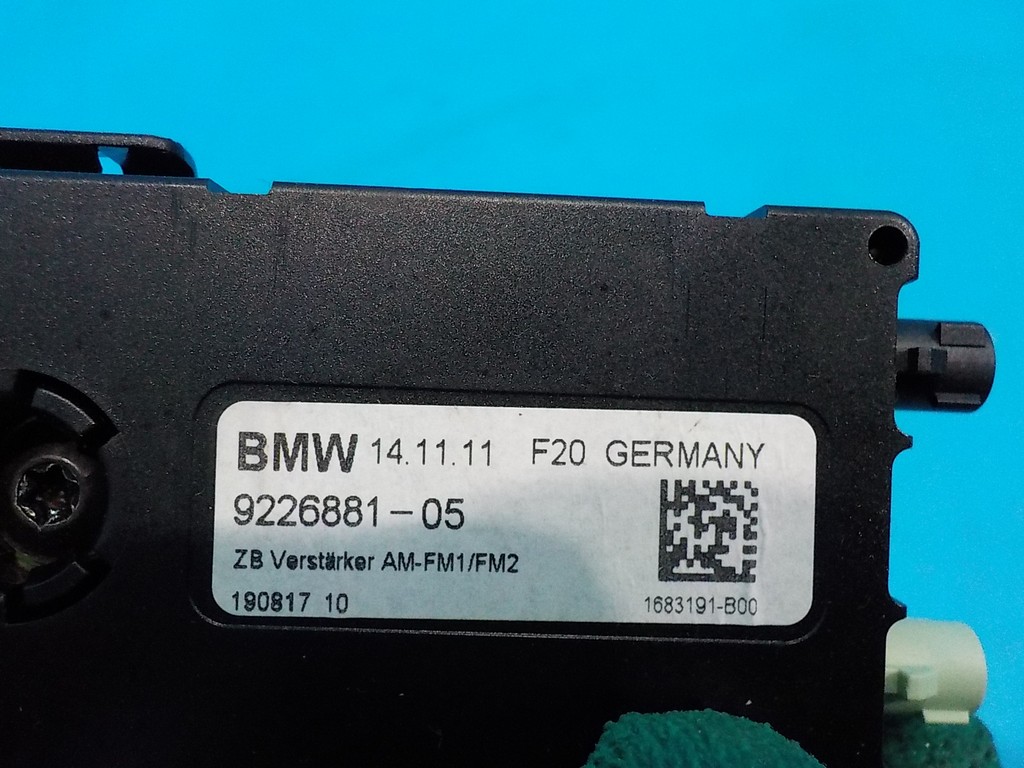 BMW 14.11.11 F20 GERMANY
9226881-05
ZB Verstärker AM-FM1/FM2
190817 10 1683191-B00